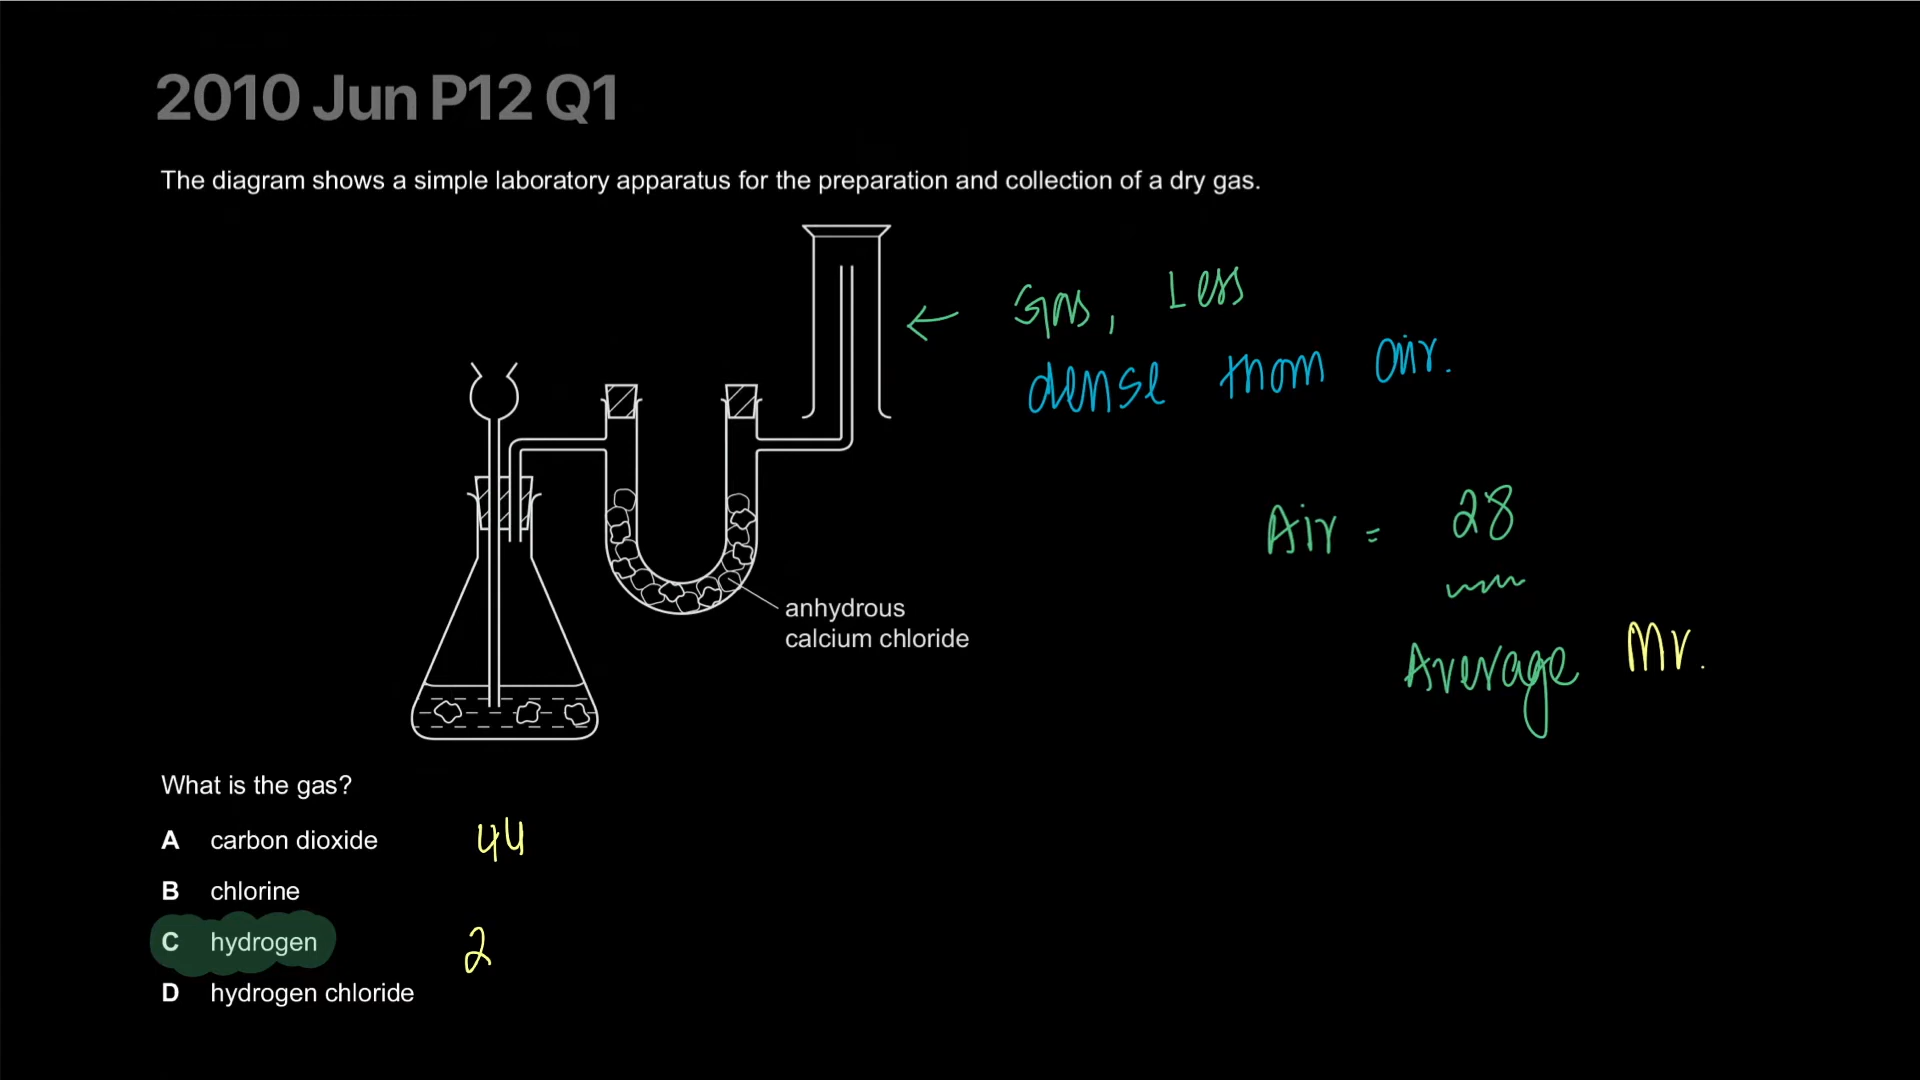 2010 Jun P12 Q1
The diagram shows a simple laboratory apparatus for the preparation and collection of a dry gas.
Gas, Less
dense than air.
Air = 28
Average Mr.
anhydrous
calcium chloride
What is the gas?
A carbon dioxide 44
B chlorine
C hydrogen 2
D hydrogen chloride